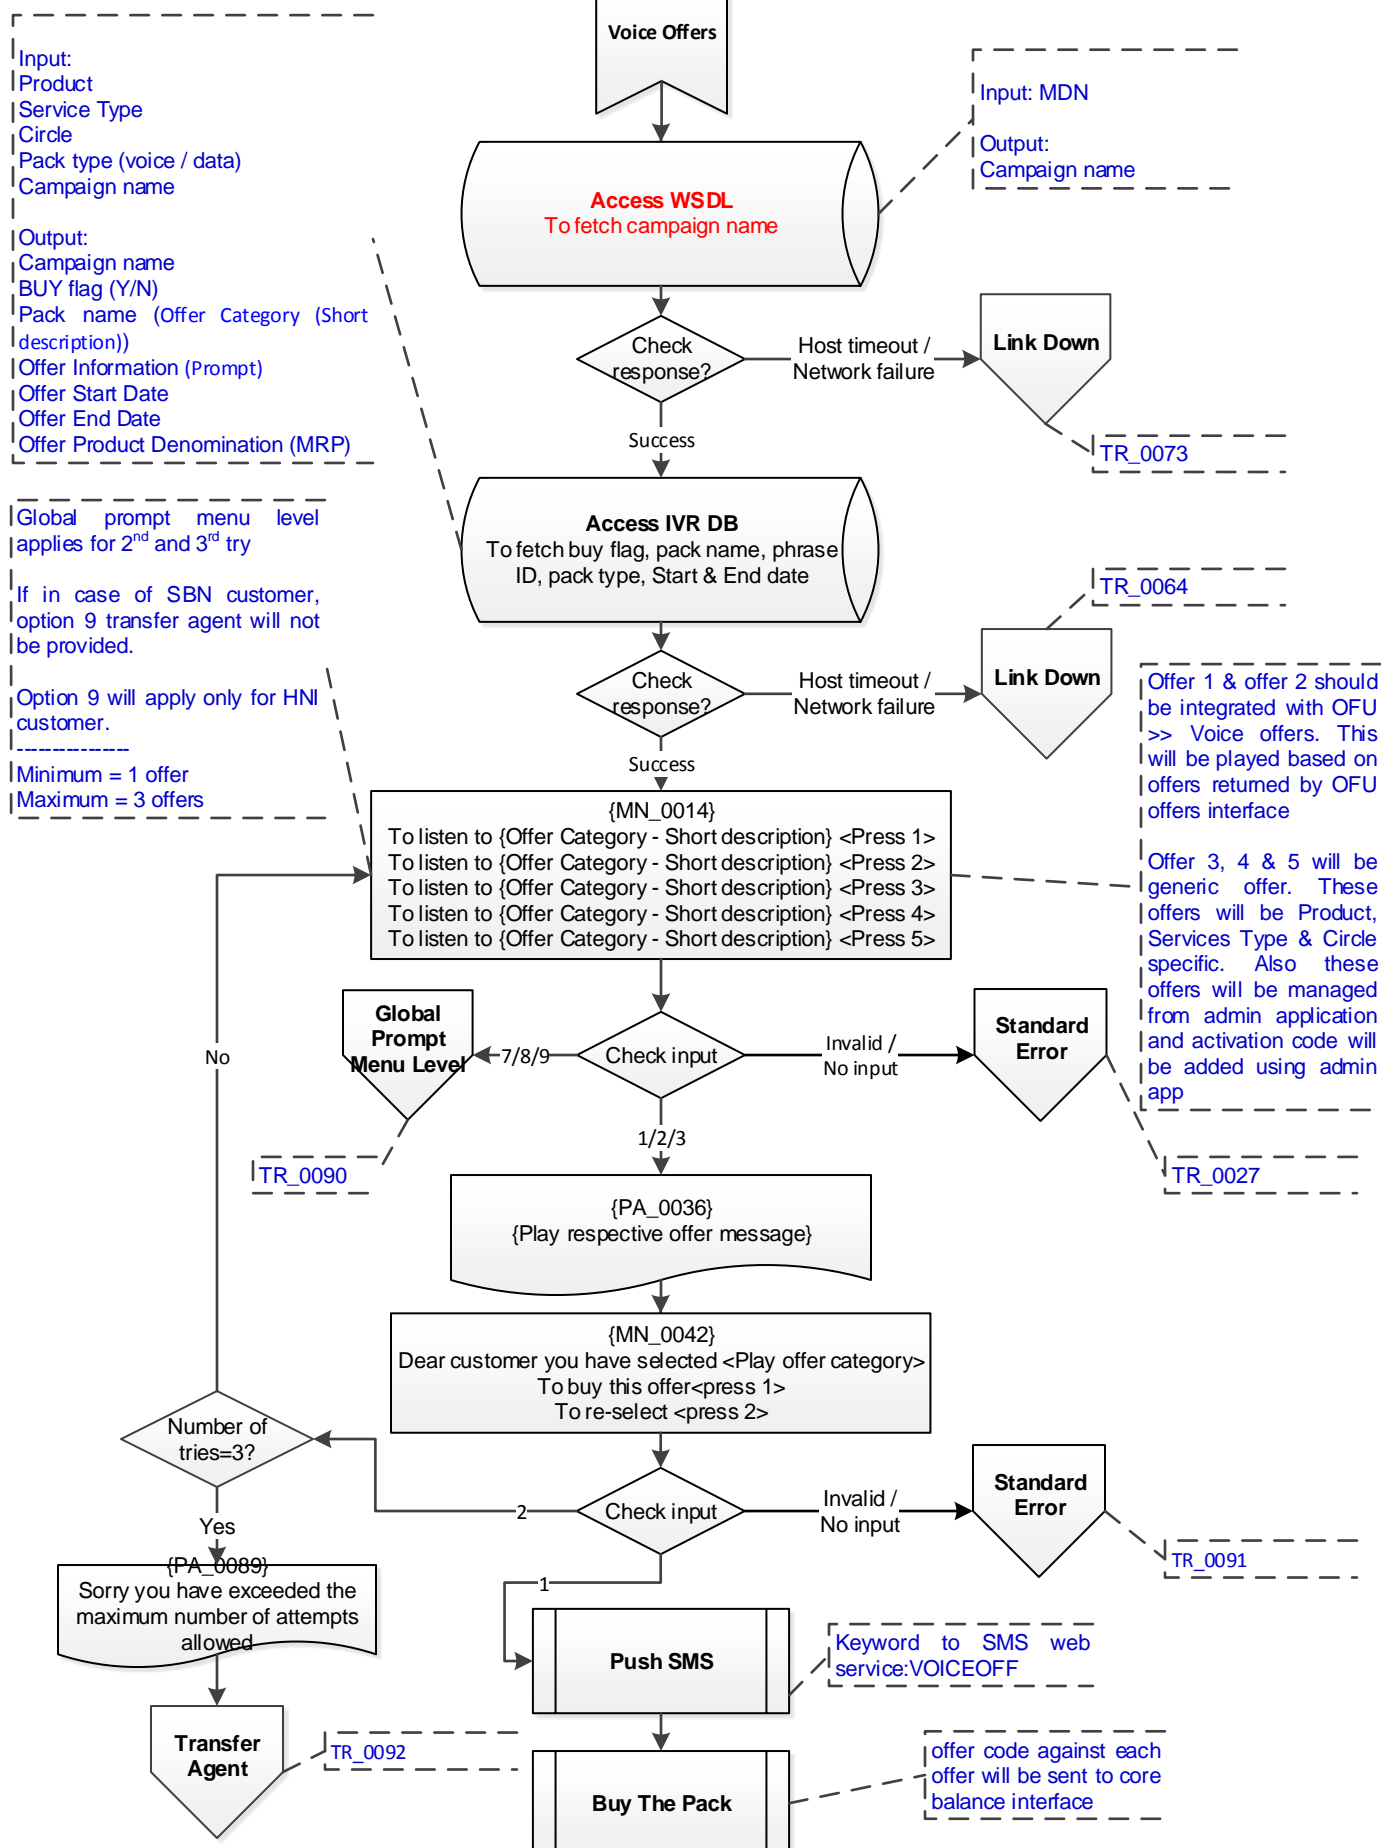 Voice Offers
Input:
Product
Service Type
Circle
Pack type (voice / data)
Campaign name
Output:
Campaign name
BUY flag (Y/N)
Pack name (Offer Category (Short
description))
Offer Information (Prompt)
Offer Start Date
Offer End Date
Offer Product Denomination (MRP)
Input: MDN
Output:
Campaign name
Access WSDL
To fetch campaign name
Check
response?
Host timeout /
Network failure
Link Down
TR_0073
Success
Access IVR DB
To fetch buy flag, pack name, phrase
ID, pack type, Start & End date
Global prompt menu level
applies for 2nd and 3rd try
If in case of SBN customer,
option 9 transfer agent will not
be provided.
Option 9 will apply only for HNI
customer.
----------------
Minimum = 1 offer
Maximum = 3 offers
TR_0064
Check
response?
Host timeout /
Network failure
Link Down
Success
Offer 1 & offer 2 should
be integrated with OFU
>> Voice offers. This
will be played based on
offers returned by OFU
offers interface
Offer 3, 4 & 5 will be
generic offer. These
offers will be Product,
Services Type & Circle
specific. Also these
offers will be managed
from admin application
and activation code will
be added using admin
app
{MN_0014}
To listen to {Offer Category - Short description} <Press 1>
To listen to {Offer Category - Short description} <Press 2>
To listen to {Offer Category - Short description} <Press 3>
To listen to {Offer Category - Short description} <Press 4>
To listen to {Offer Category - Short description} <Press 5>
No
Global
Prompt
Menu Level
7/8/9
Check input
Invalid /
No input
Standard
Error
TR_0090
1/2/3
TR_0027
{PA_0036}
{Play respective offer message}
{MN_0042}
Dear customer you have selected <Play offer category>
To buy this offer<press 1>
To re-select <press 2>
Number of
tries=3?
2
Check input
Invalid /
No input
Standard
Error
TR_0091
Yes
{PA_0089}
Sorry you have exceeded the
maximum number of attempts
allowed
1
Push SMS
Keyword to SMS web
service:VOICEOFF
Transfer
Agent
TR_0092
Buy The Pack
offer code against each
offer will be sent to core
balance interface